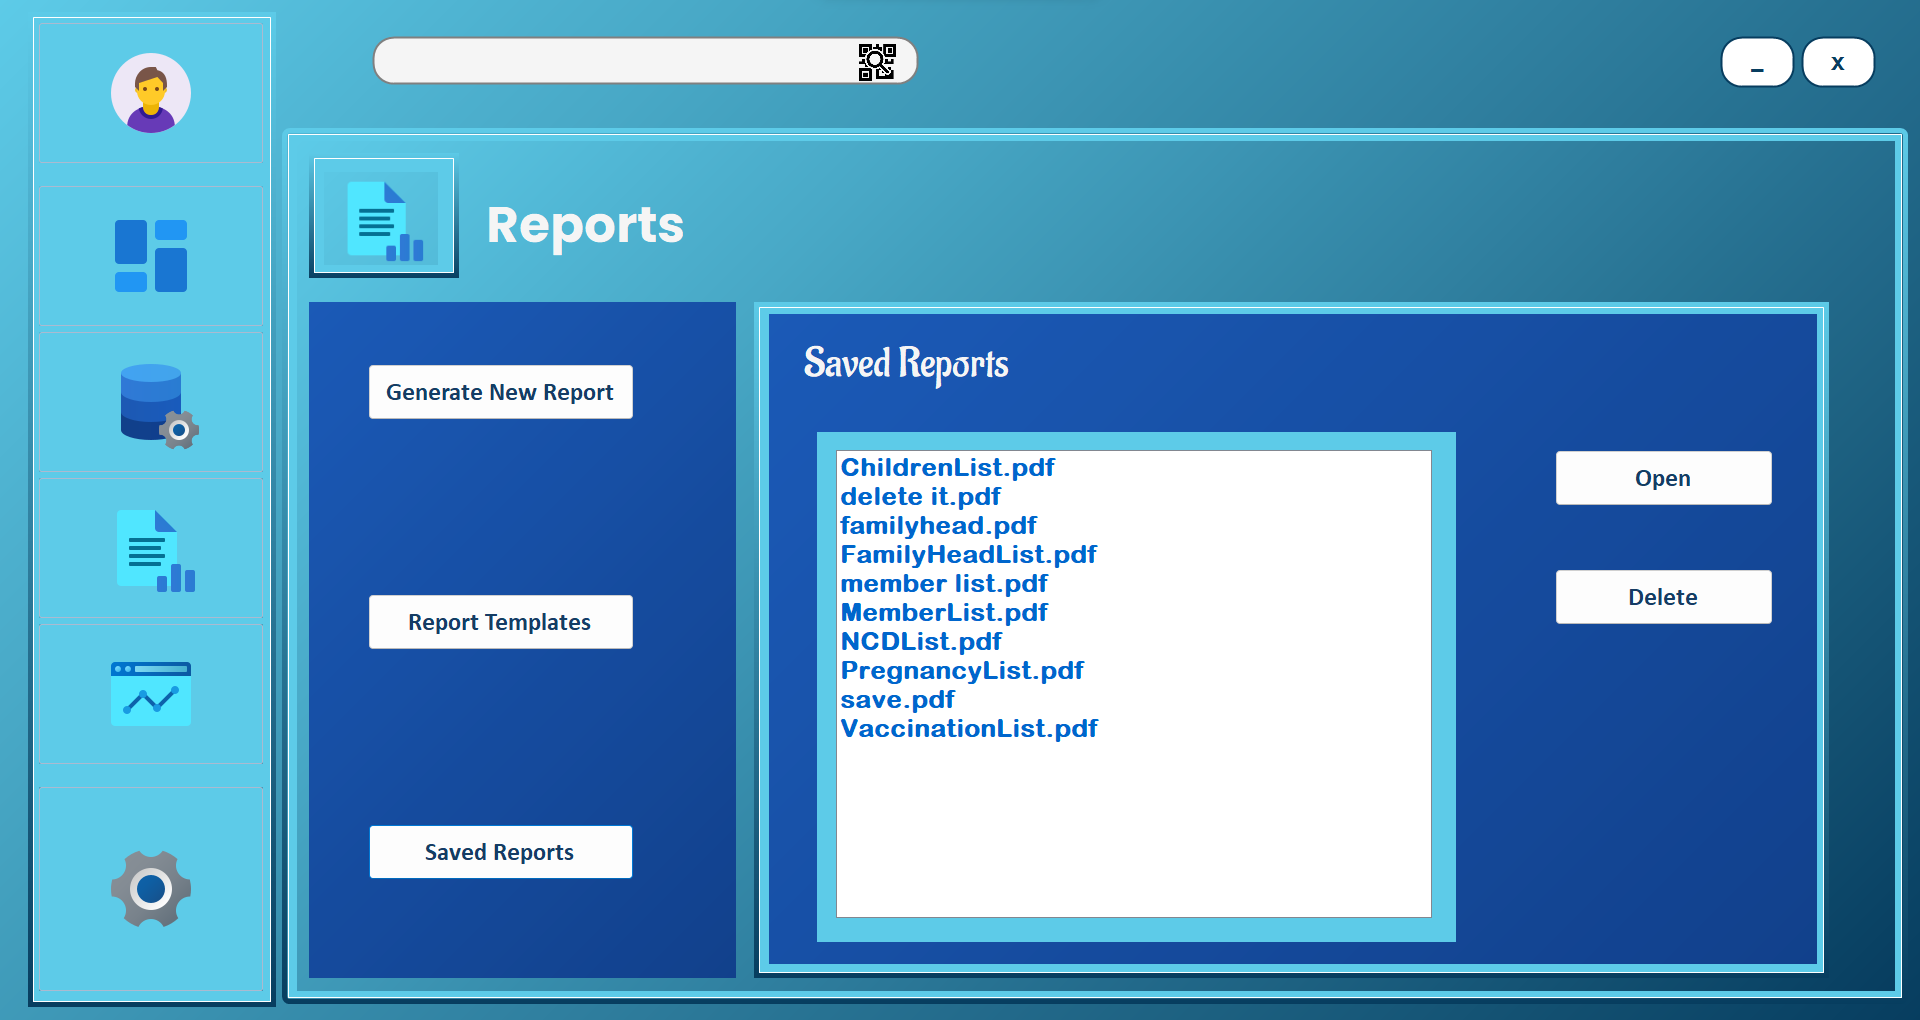 _
x
Reports
Generate New Report
Report Templates
Saved Reports
Saved Reports
ChildrenList.pdf
delete it.pdf
familyhead.pdf
FamilyHeadList.pdf
member list.pdf
MemberList.pdf
NCDList.pdf
PregnancyList.pdf
save.pdf
VaccinationList.pdf
Open
Delete